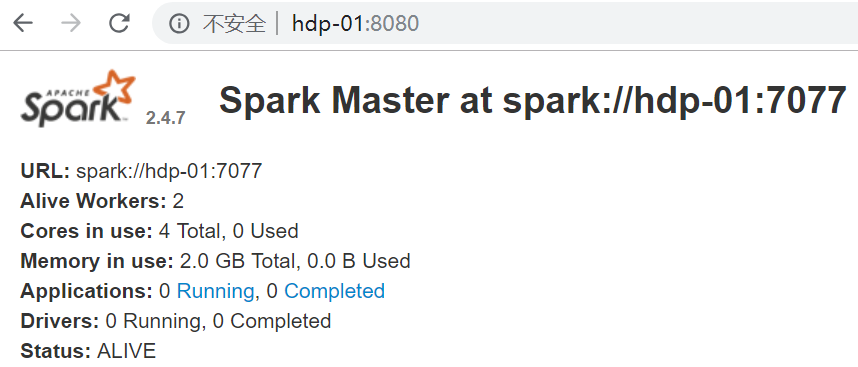 不安全 | hdp-01:8080
APACHE
Spark 2.4.7 Spark Master at spark://hdp-01:7077
URL: spark://hdp-01:7077
Alive Workers: 2
Cores in use: 4 Total, 0 Used
Memory in use: 2.0 GB Total, 0.0 B Used
Applications: 0 Running, 0 Completed
Drivers: 0 Running, 0 Completed
Status: ALIVE